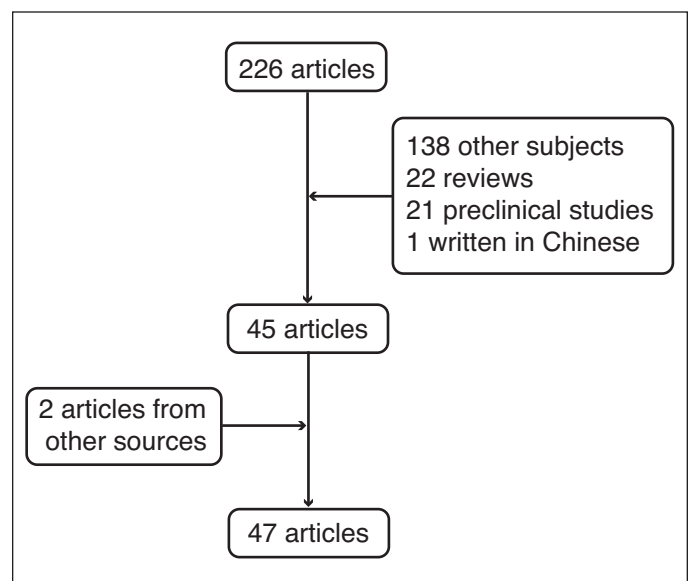 226 articles
138 other subjects
22 reviews
21 preclinical studies
1 written in Chinese
45 articles
2 articles from
other sources
47 articles